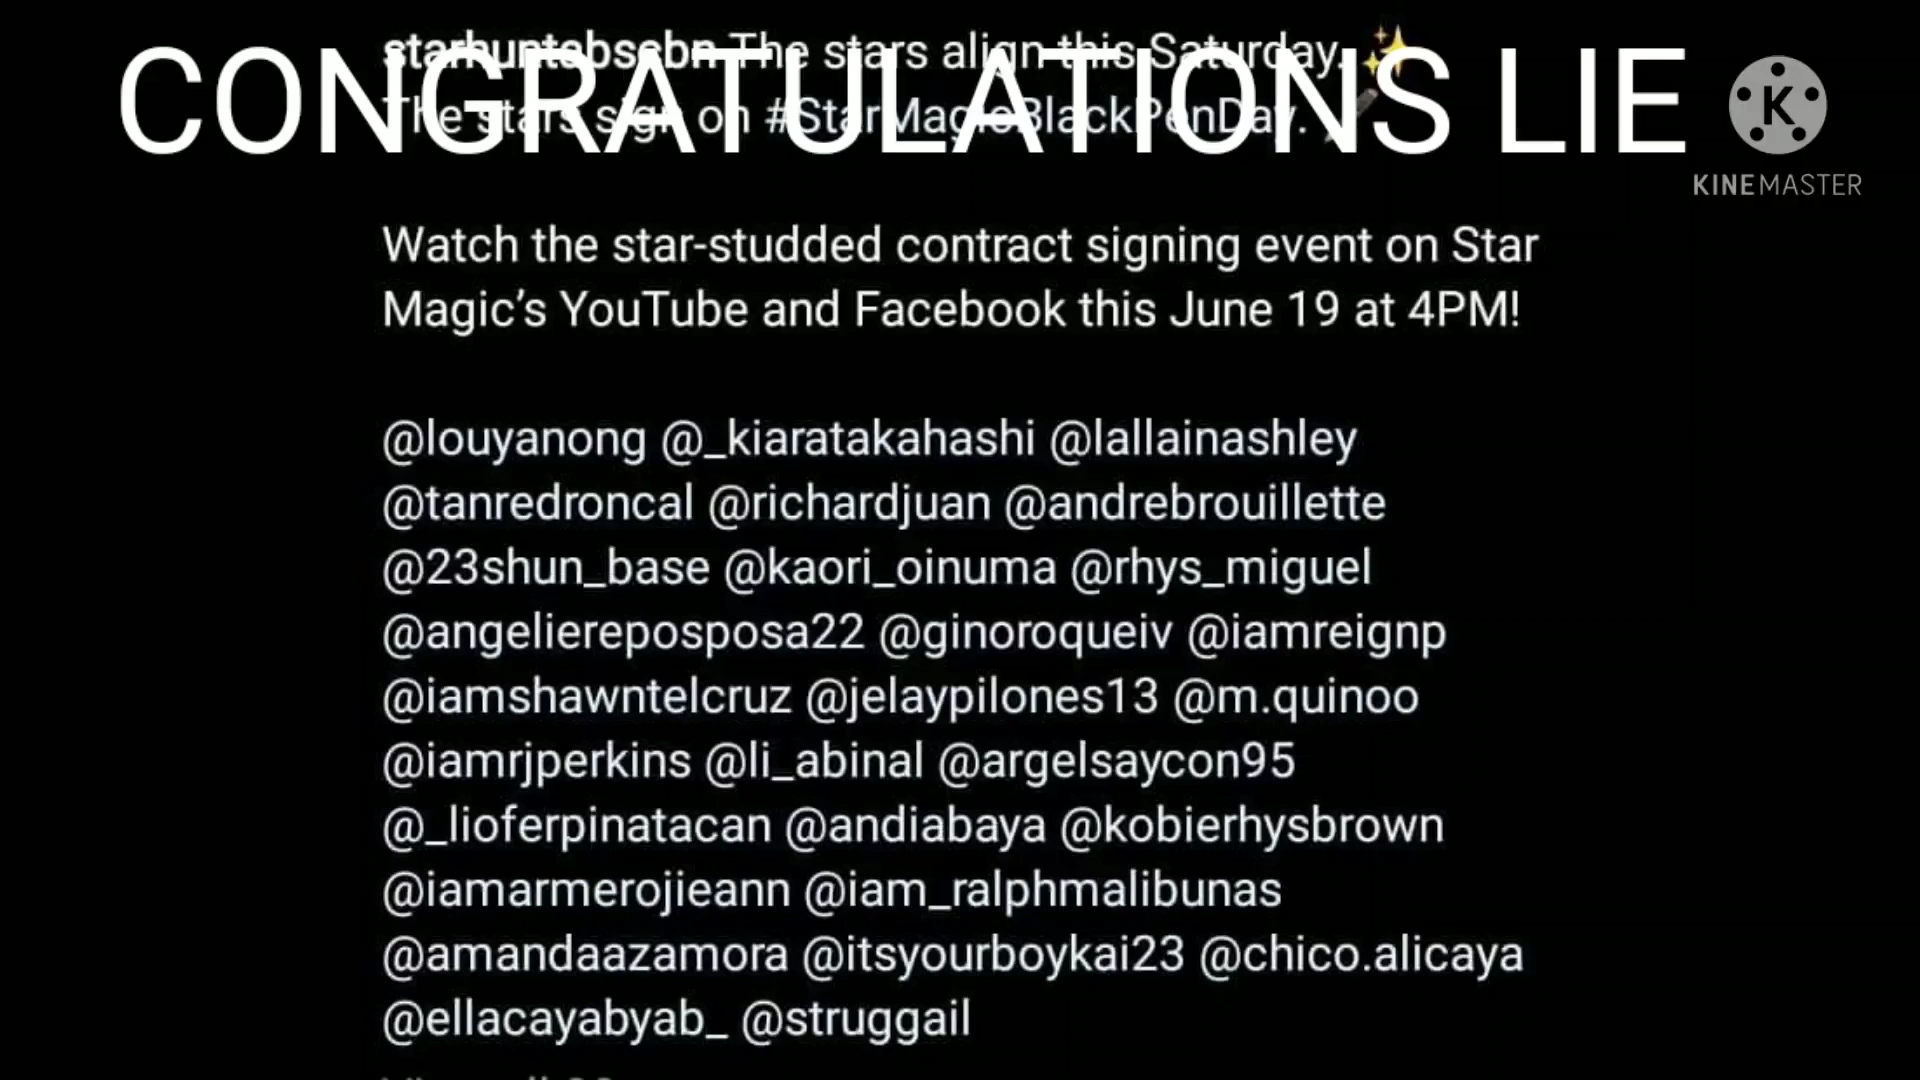 CONGRATULATIONS LIE
starhuntabscbn The stars align this Saturday.✨
The stars sign on #StarMagicBlackPenDay.
K
KINEMASTER
Watch the star-studded contract signing event on Star
Magic’s YouTube and Facebook this June 19 at 4PM!
@louyanong @_kiaratakahashi @lallainashley
@tanredroncal @richardjuan @andrebrouillette
@23shun_base @kaori_oinuma @rhys_miguel
@angeliereposposa22 @ginoroqueiv @iamreignp
@iamshawntelcruz @jelaypilones13 @m.quinoo
@iamrjperkins @li_abinal @argelsaycon95
@_lioferpinatacan @andiabaya @kobierhysbrown
@iamarmerojieann @iam_ralphmalibunas
@amandaazamora @itsyourboykai23 @chico.alicaya
@ellacayabyab_ @struggail